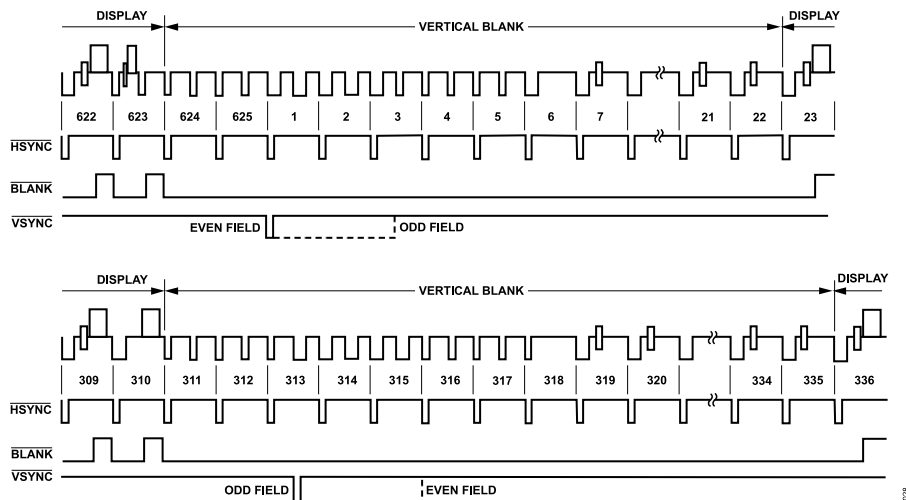 DISPLAY VERTICAL BLANK DISPLAY
622 623 624 625 1 2 3 4 5 6 7 21 22 23
HSYNC
BLANK
VSYNC
EVEN FIELD ODD FIELD
DISPLAY VERTICAL BLANK DISPLAY
309 310 311 312 313 314 315 316 317 318 319 320 334 335 336
HSYNC
BLANK
VSYNC
ODD FIELD EVEN FIELD